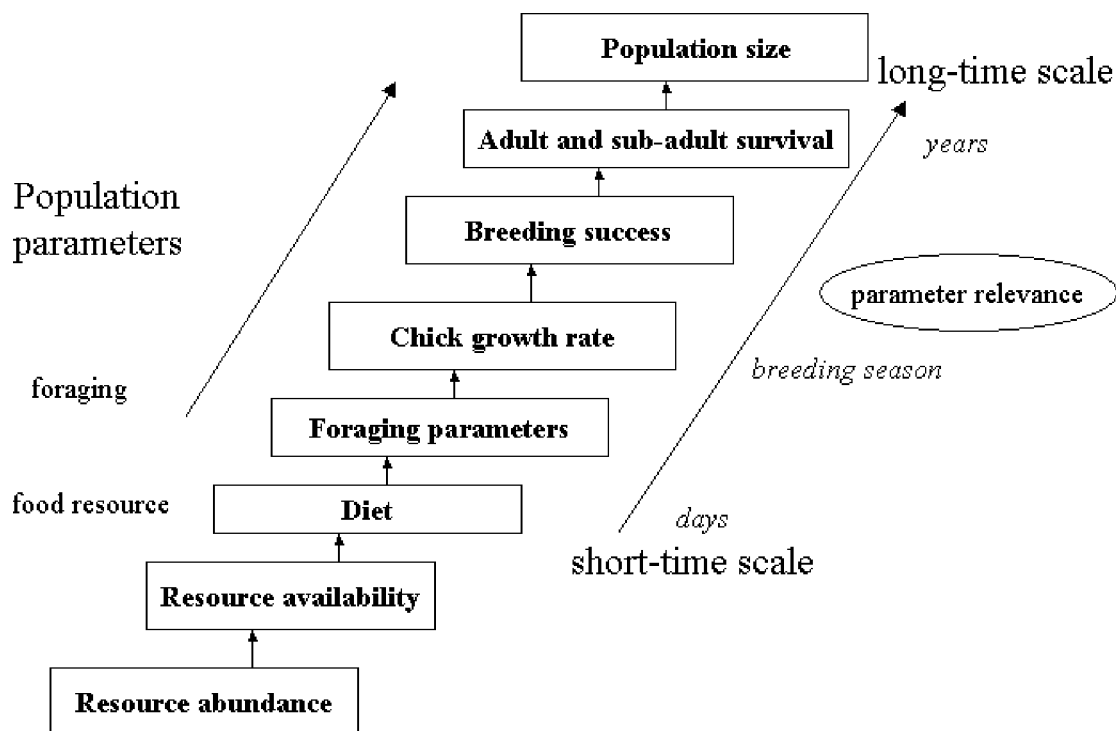 Population size
long-time scale
Adult and sub-adult survival
years
Population
parameters
Breeding success
parameter relevance
Chick growth rate
breeding season
foraging
Foraging parameters
food resource
Diet
days
short-time scale
Resource availability
Resource abundance